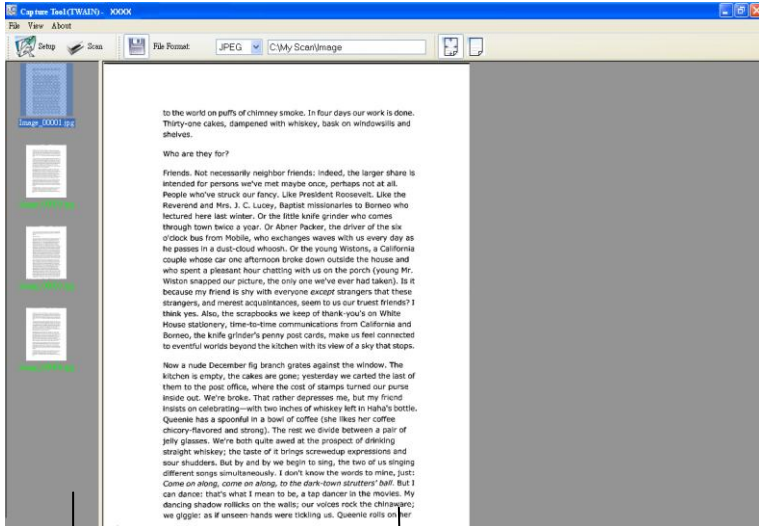 Capture Tool(TWAIN)- XXXX
File View About
Setup Scan File Format JPEG C:\My Scan\Image
Image_00001.jpg
to the world on puffs of chimney smoke. In four days our work is done.
Thirty-one cakes, dampened with whiskey, bask on windowsills and
shelves.
Who are they for?
Friends. Not necessarily neighbor friends: indeed, the larger share is
intended for persons we've met maybe once, perhaps not at all.
People who've struck our fancy. Like President Roosevelt. Like the
Reverend and Mrs. J. C. Lucey, Baptist missionaries to Borneo who
lectured here last winter. Or the little knife grinder who comes
through town twice a year. Or Abner Packer, the driver of the six
o'clock bus from Mobile, who exchanges waves with us every day as
he passes in a dust-cloud whoosh. Or the young Wistons, a California
couple whose car one afternoon broke down outside the house and
who spent a pleasant hour chatting with us on the porch (young Mr.
Wiston snapped our picture, the only one we've ever had taken). Is it
because my friend is shy with everyone except strangers that these
strangers, and merest acquaintances, seem to us our truest friends? I
think yes. Also, the scrapbooks we keep of thank-you's on White
House stationery, time-to-time communications from California and
Borneo, the knife grinder's penny post cards, make us feel connected
to eventful worlds beyond the kitchen with its view of a sky that stops.
Now a nude December fig branch grates against the window. The
kitchen is empty, the cakes are gone; yesterday we carted the last of
them to the post office, where the cost of stamps turned our purse
inside out. We're broke. That rather depresses me, but my friend
insists on celebrating—with two inches of whiskey left in Haha's bottle.
Queenie has a spoonful in a bowl of coffee (she likes her coffee
chicory-flavored and strong). The rest we divide between a pair of
jelly glasses. We're both quite awed at the prospect of drinking
straight whiskey; the taste of it brings screwedup expressions and
sour shudders. But by and by we begin to sing, the two of us singing
different songs simultaneously. I don't know the words to mine, just:
Come on along, come on along, to the dark-town strutters' ball. But I
can dance: that's what I mean to be, a tap dancer in the movies. My
dancing shadow rollicks on the walls; our voices rock the chinaware;
we giggle: as if unseen hands were tickling us. Queenie rolls on her